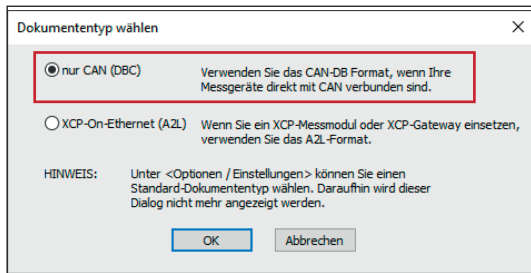 Dokumententyp wählen
nur CAN (DBC) Verwenden Sie das CAN-DB Format, wenn Ihre
Messgeräte direkt mit CAN verbunden sind.
XCP-On-Ethernet (A2L) Wenn Sie ein XCP-Messmodul oder XCP-Gateway einsetzen,
verwenden Sie das A2L-Format.
HINWEIS: Unter <Optionen / Einstellungen> können Sie einen
Standard-Dokumententyp wählen. Daraufhin wird dieser
Dialog nicht mehr angezeigt werden.
OK Abbrechen